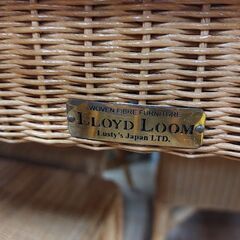 WOVEN FIBRE FURNITURE
LLOYD LOOM
Lusty's Japan LTD.